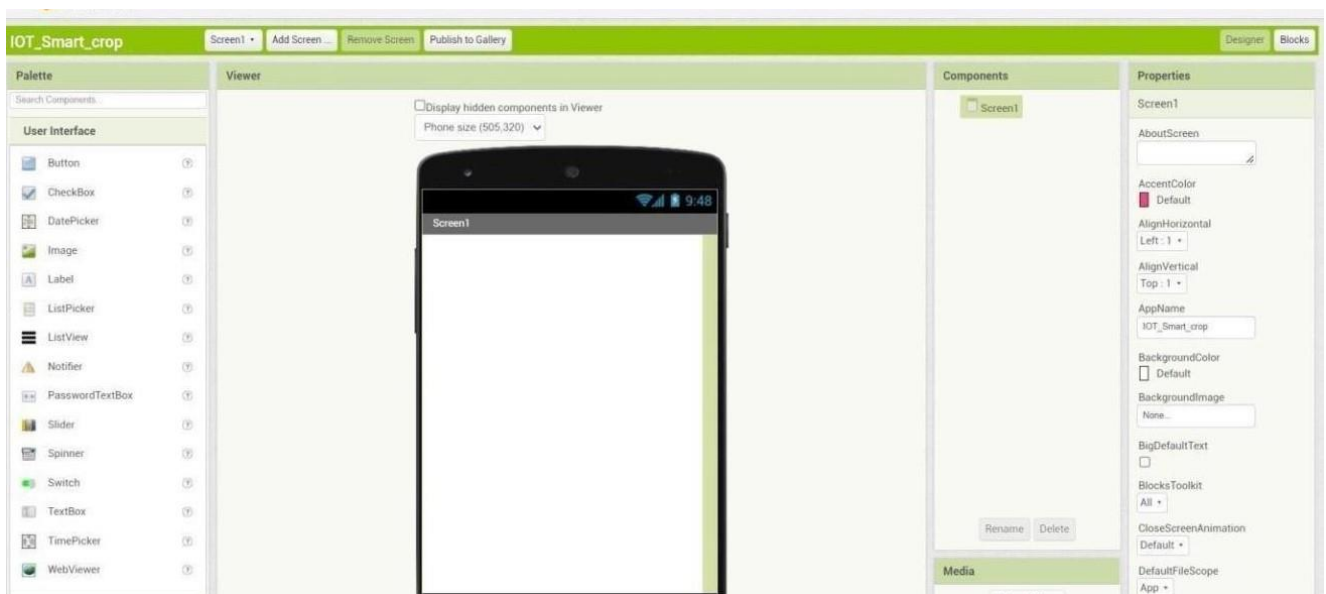 IOT_Smart_crop
Screen1
Add Screen ...
Remove Screen
Publish to Gallery
Designer
Blocks
Palette
Search Components...
User Interface
Button
CheckBox
DatePicker
Image
Label
ListPicker
ListView
Notifier
PasswordTextBox
Slider
Spinner
Switch
TextBox
TimePicker
WebViewer
Viewer
Display hidden components in Viewer
Phone size (505,320)
9:48
Screen1
Components
Screen1
Rename Delete
Media
Properties
Screen1
AboutScreen
AccentColor
Default
AlignHorizontal
Left : 1
AlignVertical
Top : 1
AppName
IOT_Smart_crop
BackgroundColor
Default
BackgroundImage
None...
BigDefaultText
BlocksToolkit
All
CloseScreenAnimation
Default
DefaultFileScope
App